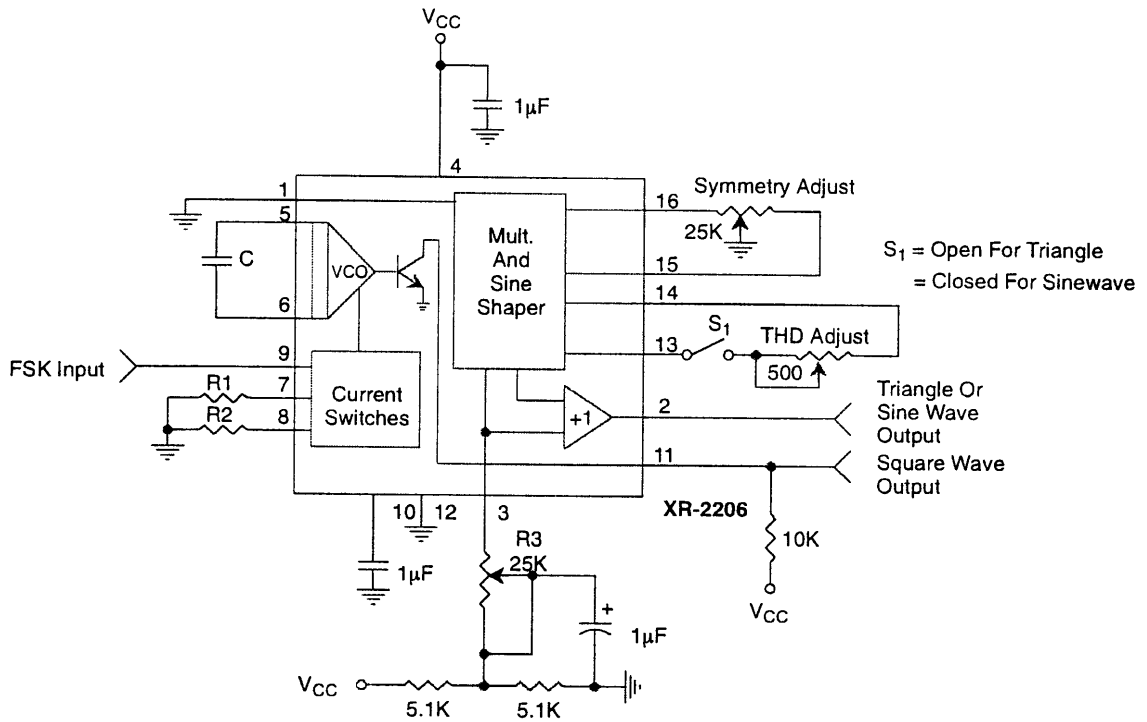 VCC
1µF
4
1
16
Symmetry Adjust
5
25K
Mult.
And
Sine
Shaper
S1 = Open For Triangle
= Closed For Sinewave
C
VCO
15
14
6
S1
THD Adjust
13
500
FSK Input
9
R1
7
Current
Switches
R2
8
+1
2
Triangle Or
Sine Wave
Output
11
Square Wave
Output
10
12
3
XR-2206
R3
25K
10K
1µF
VCC
+
1µF
VCC
5.1K
5.1K